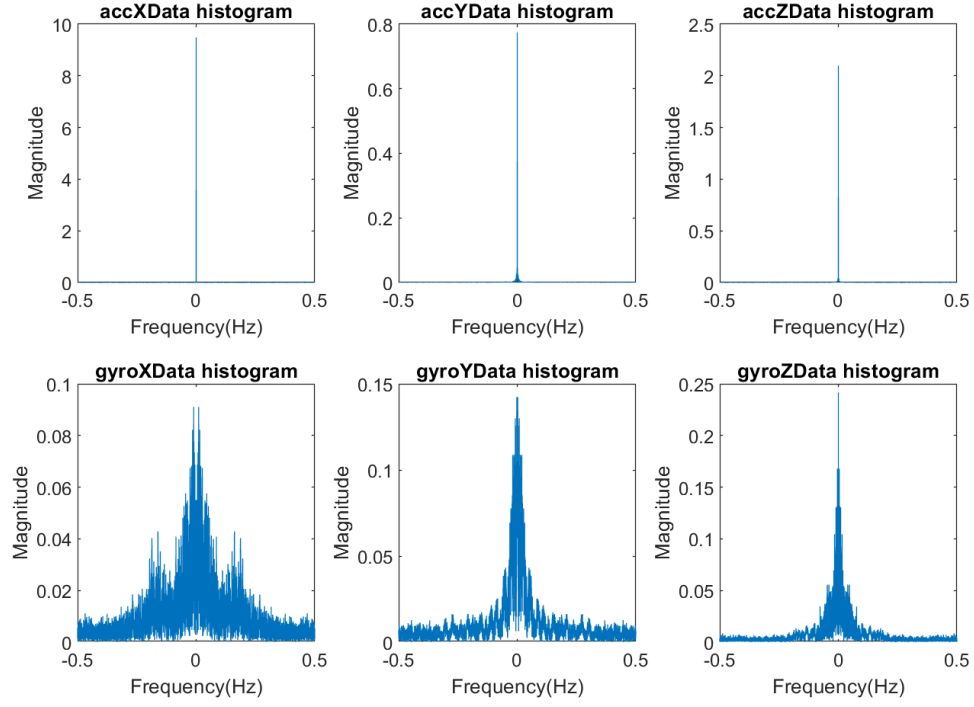 accXData histogram
10
8
6
4
2
0
Magnitude
-0.5
0
0.5
Frequency(Hz)
accYData histogram
0.8
0.6
0.4
0.2
0
Magnitude
-0.5
0
0.5
Frequency(Hz)
accZData histogram
2.5
2
1.5
1
0.5
0
Magnitude
-0.5
0
0.5
Frequency(Hz)
gyroXData histogram
0.1
0.08
0.06
0.04
0.02
0
Magnitude
-0.5
0
0.5
Frequency(Hz)
gyroYData histogram
0.15
0.1
0.05
0
Magnitude
-0.5
0
0.5
Frequency(Hz)
gyroZData histogram
0.25
0.2
0.15
0.1
0.05
0
Magnitude
-0.5
0
0.5
Frequency(Hz)